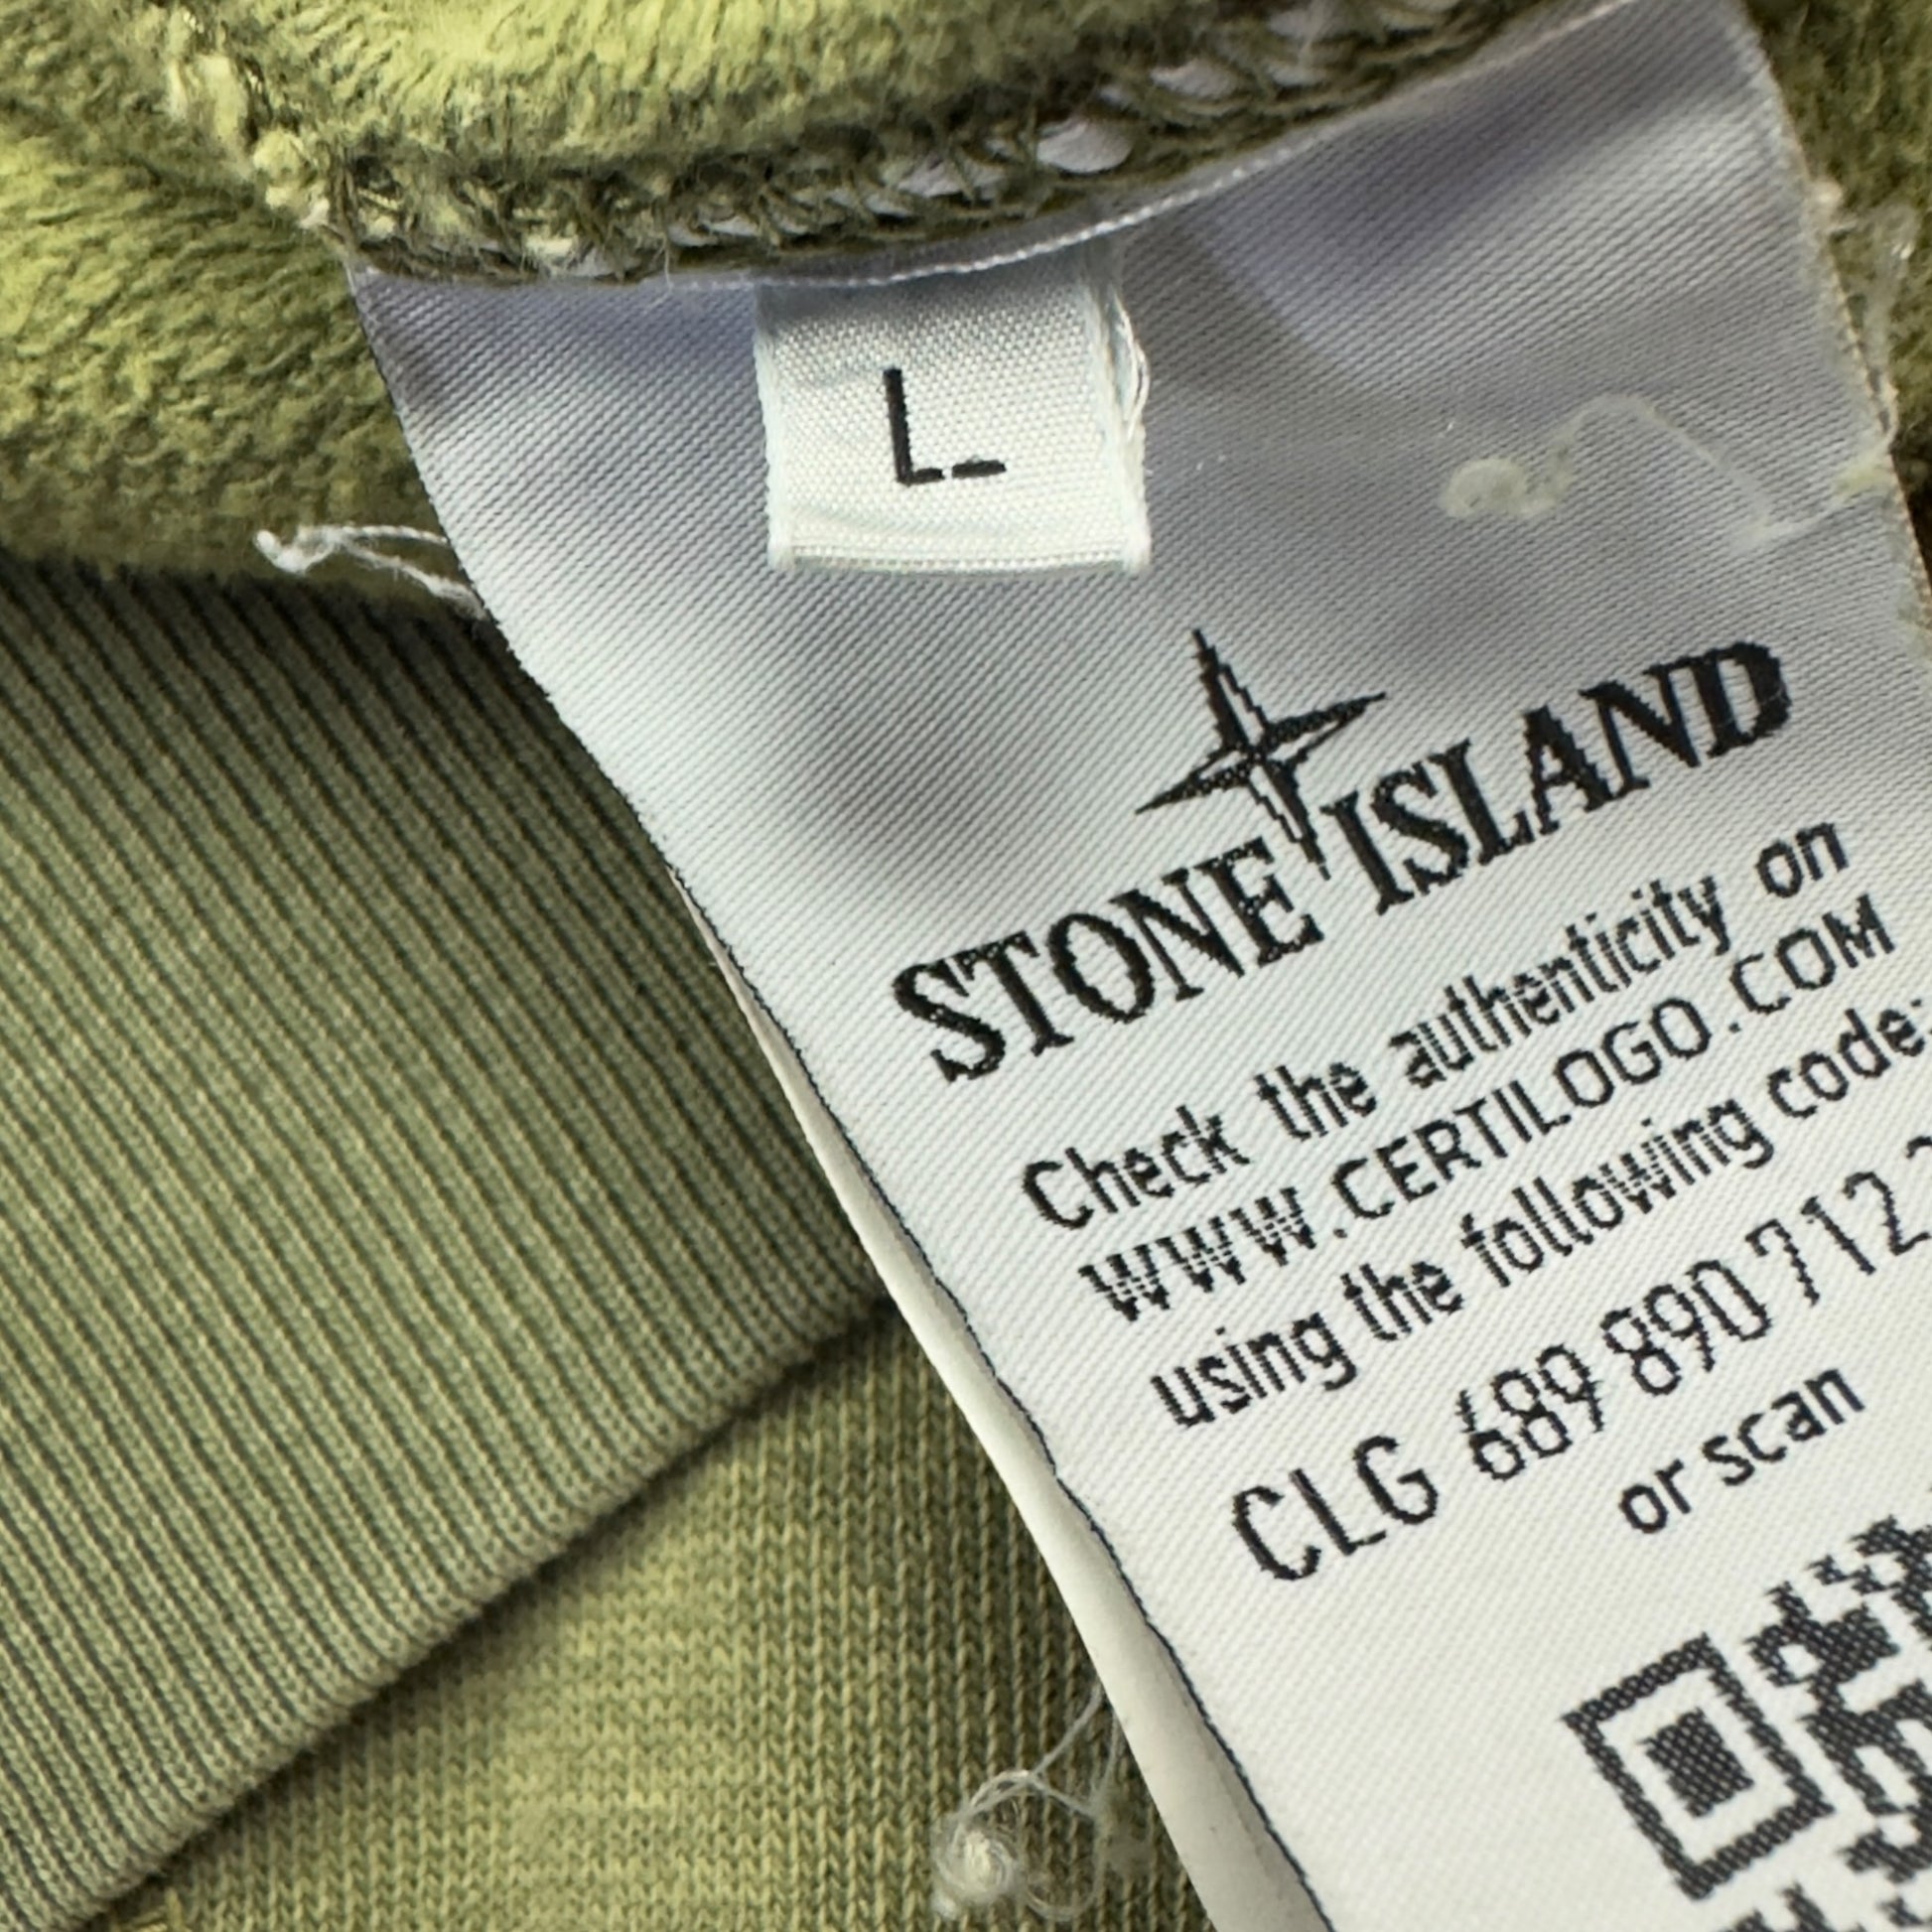 L
STONE ISLAND
Check the authenticity on
WWW.CERTILOGO.COM
using the following code:
CLG 689 890 712
or scan